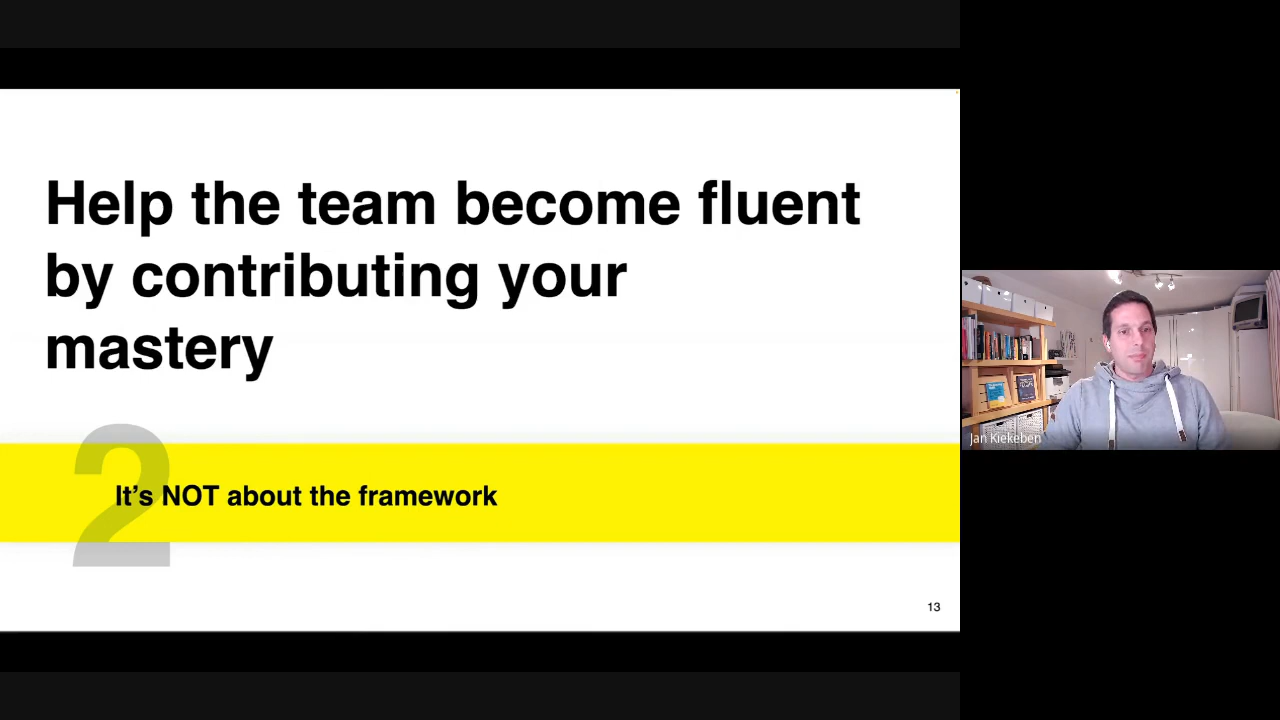 Help the team become fluent
by contributing your
mastery
2
It's NOT about the framework
13
Jan Kiekeben